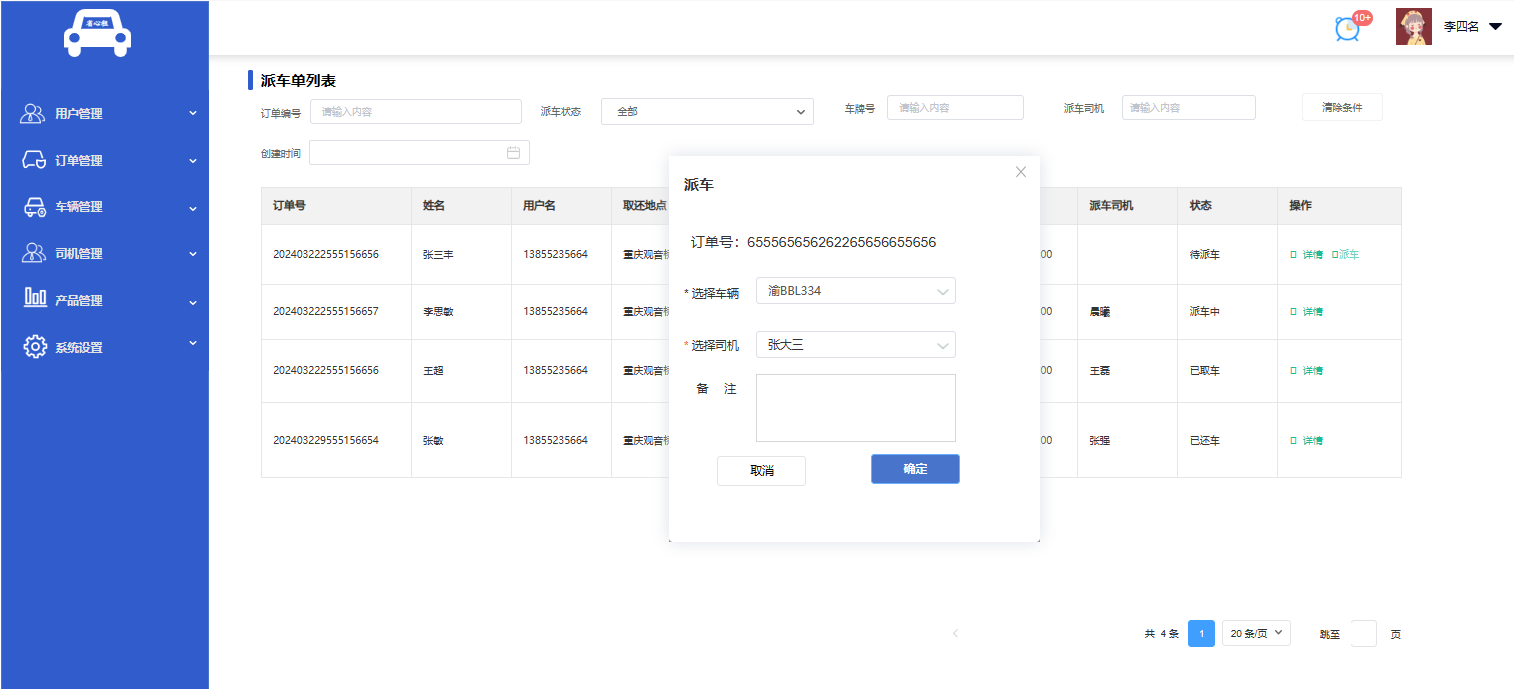 省心租
10+
李四名
用户管理
订单管理
车辆管理
司机管理
产品管理
系统设置
派车单列表
订单编号 请输入内容 派车状态 全部 车牌号 请输入内容 派车司机 请输入内容 清除条件
创建时间
订单号 姓名 用户名 取还地点 派车司机 状态 操作
202403222555156656 张三丰 13855235664 重庆观音 00 待派车 详情 派车
202403222555156657 李思敏 13855235664 重庆观音 00 晨曦 派车中 详情
202403222555156656 王超 13855235664 重庆观音 00 王磊 已取车 详情
202403229555156654 张敏 13855235664 重庆观音 00 张强 已还车 详情
派车
订单号：655565656262265656655656
*选择车辆 渝BBL334
*选择司机 张大三
备 注
取消 确定
共 4 条 1 20 条/页 跳至 页